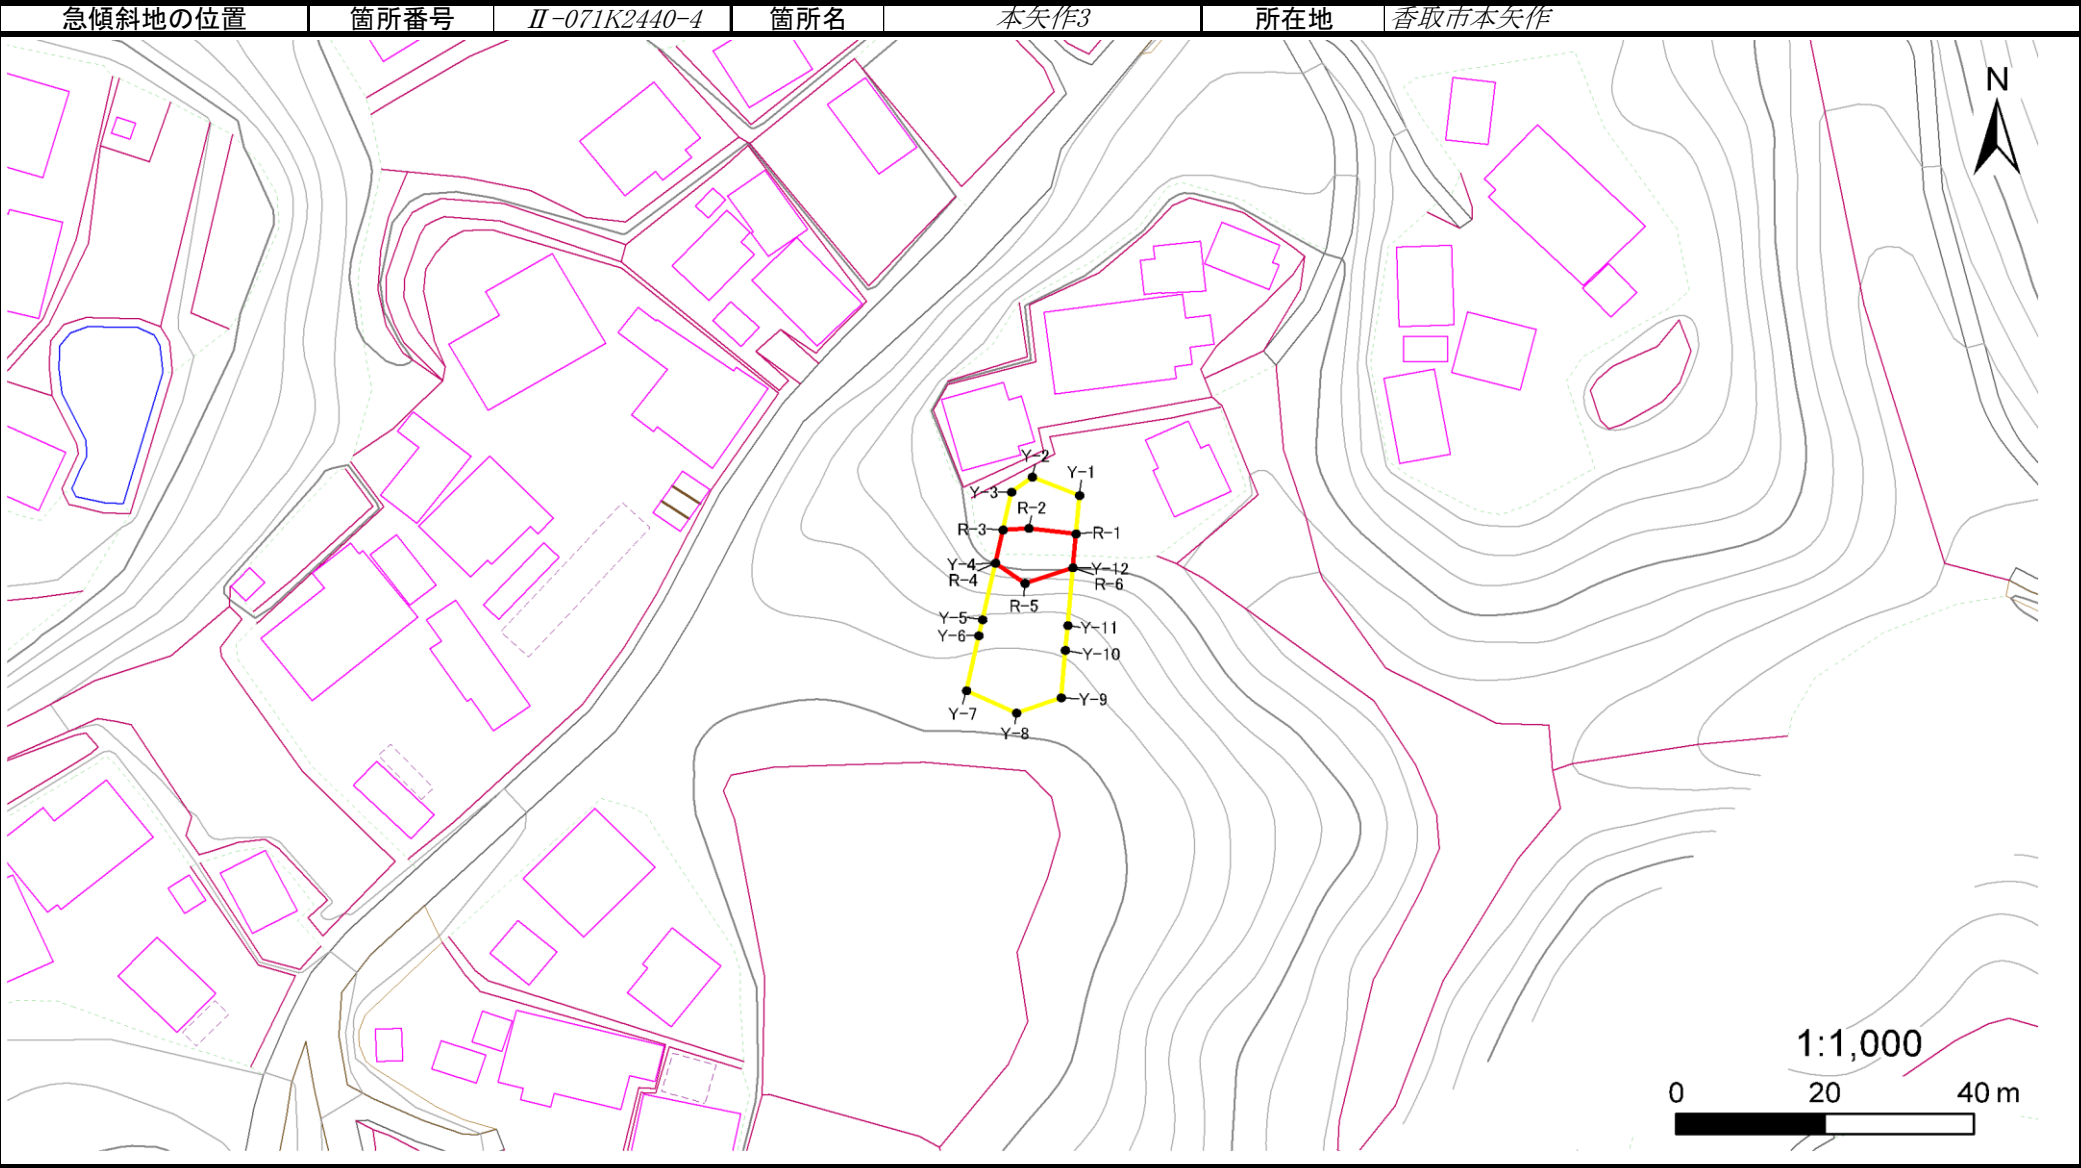 急傾斜地の位置 箇所番号 Ⅱ-071K2440-4 箇所名 本矢作3 所在地 香取市本矢作
N
Y-2
Y-1
Y-3
R-2
R-3
R-1
Y-4
Y-12
R-4
R-6
R-5
Y-5
Y-11
Y-6
Y-10
Y-9
Y-7
Y-8
1:1,000
0 20 40 m